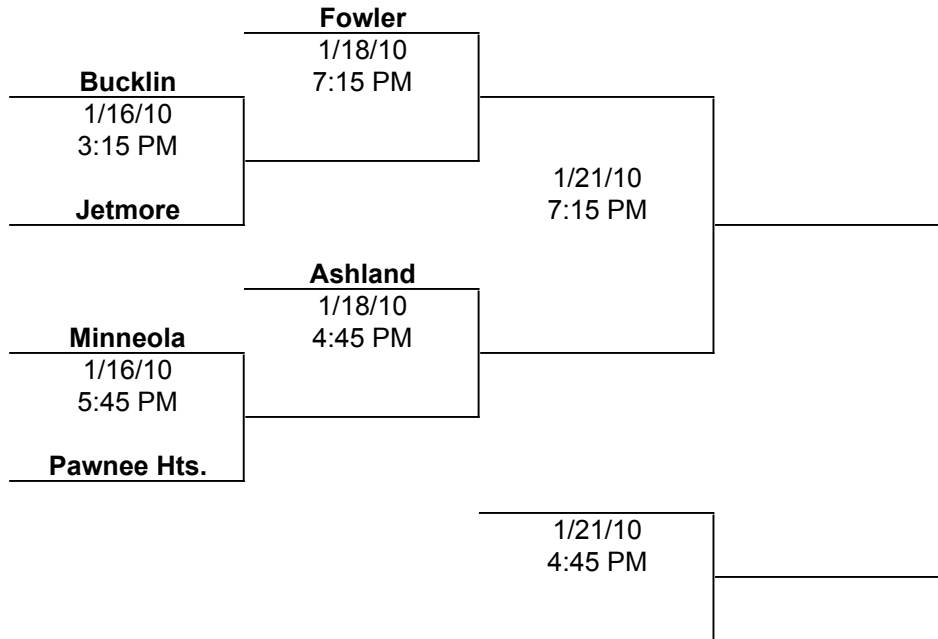 Fowler
1/18/10
7:15 PM
Bucklin
1/16/10
3:15 PM
Jetmore
1/21/10
7:15 PM
Ashland
1/18/10
4:45 PM
Minneola
1/16/10
5:45 PM
Pawnee Hts.
1/21/10
4:45 PM